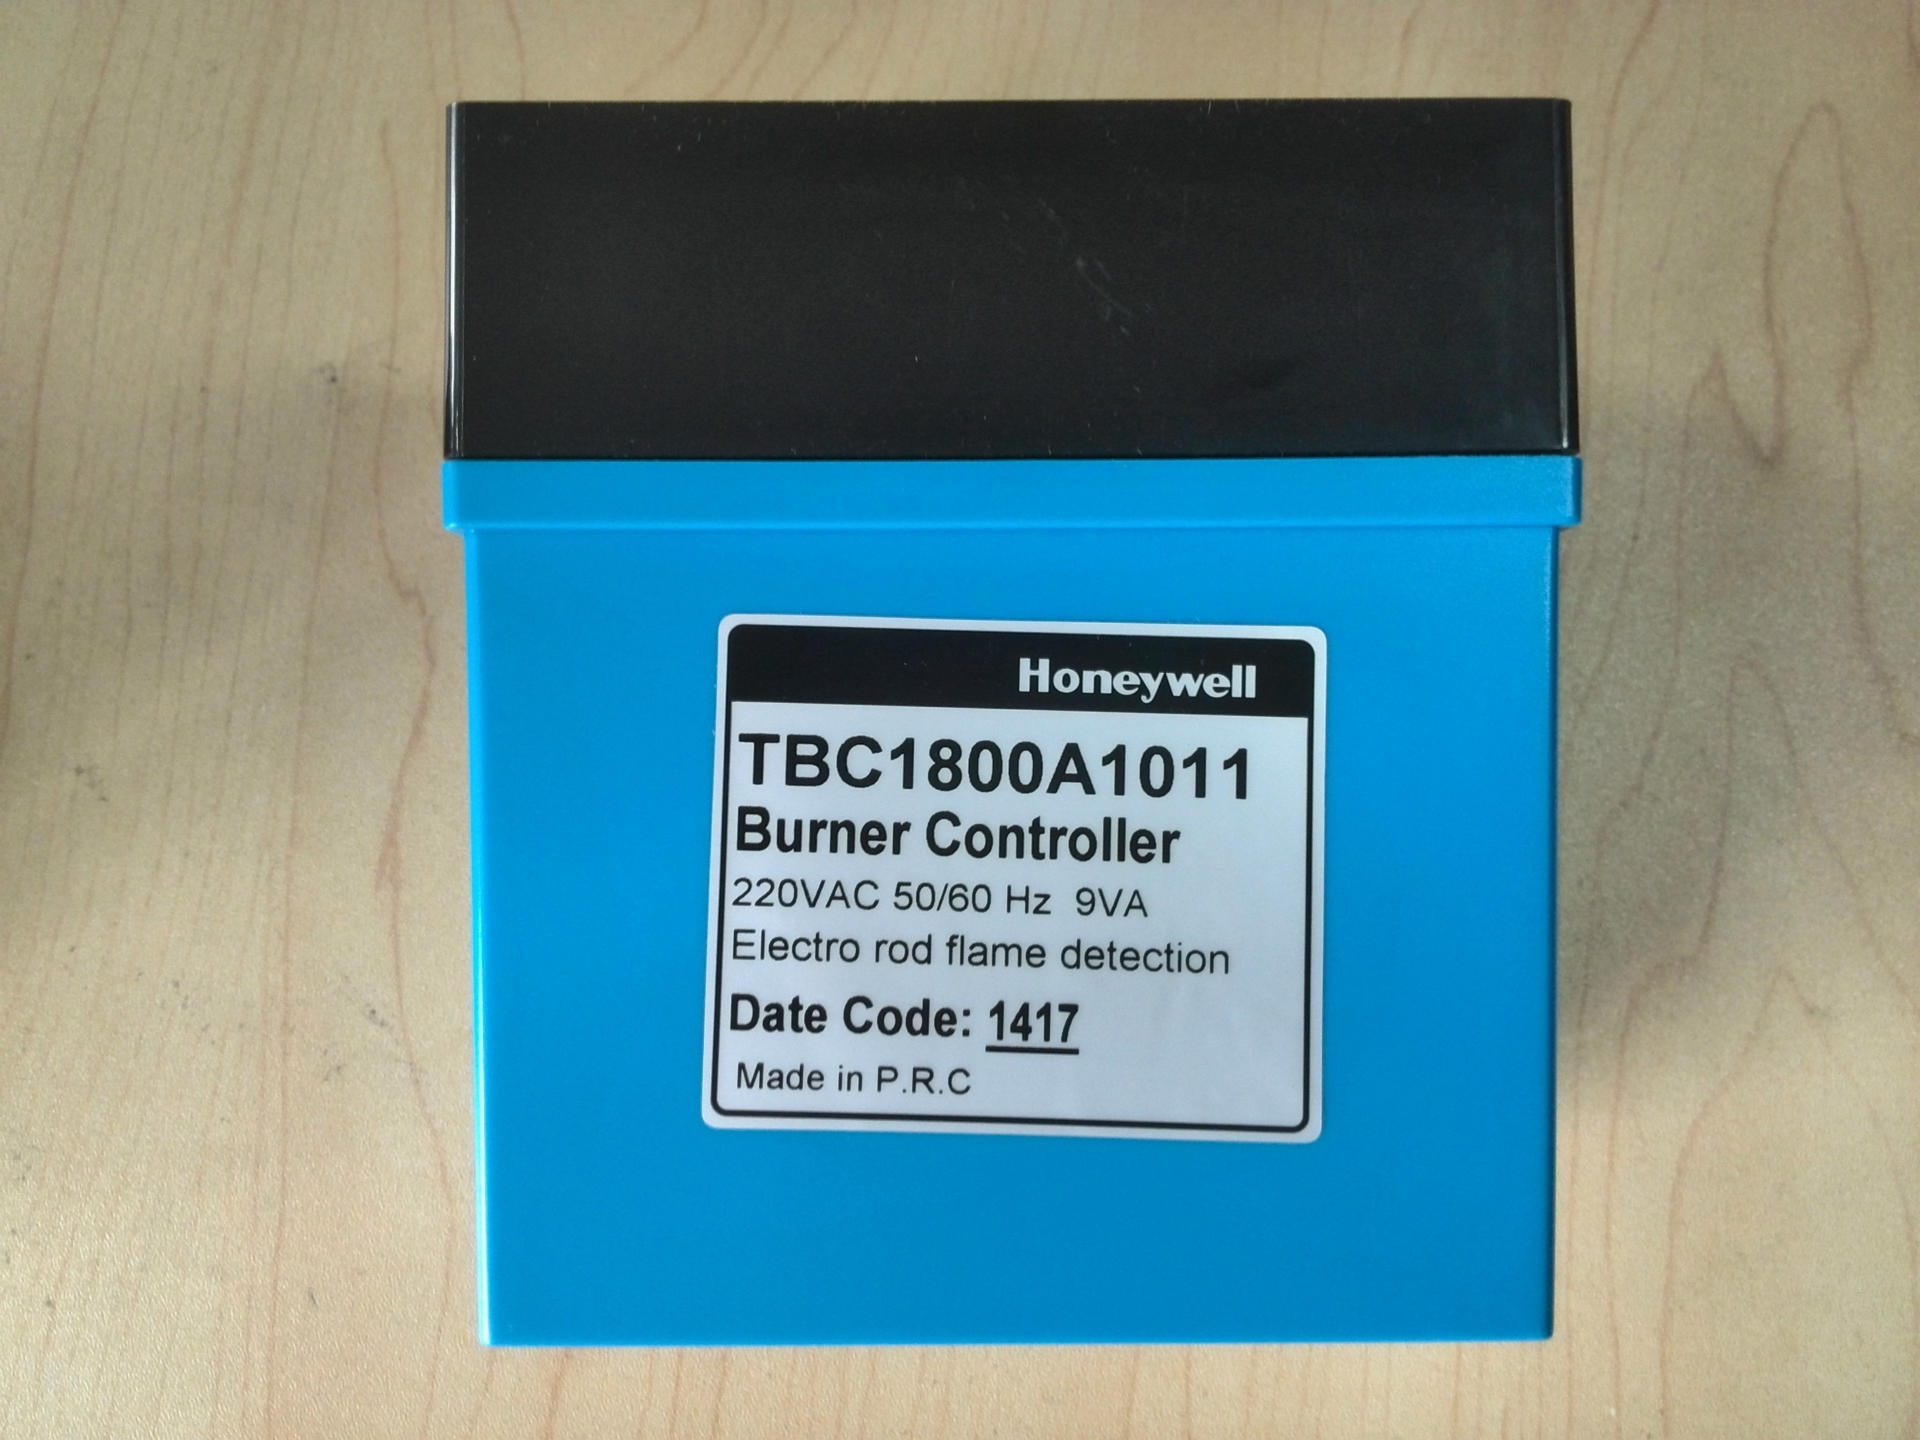 Honeywell
TBC1800A1011
Burner Controller
220VAC 50/60 Hz 9VA
Electro rod flame detection
Date Code: 1417
Made in P.R.C